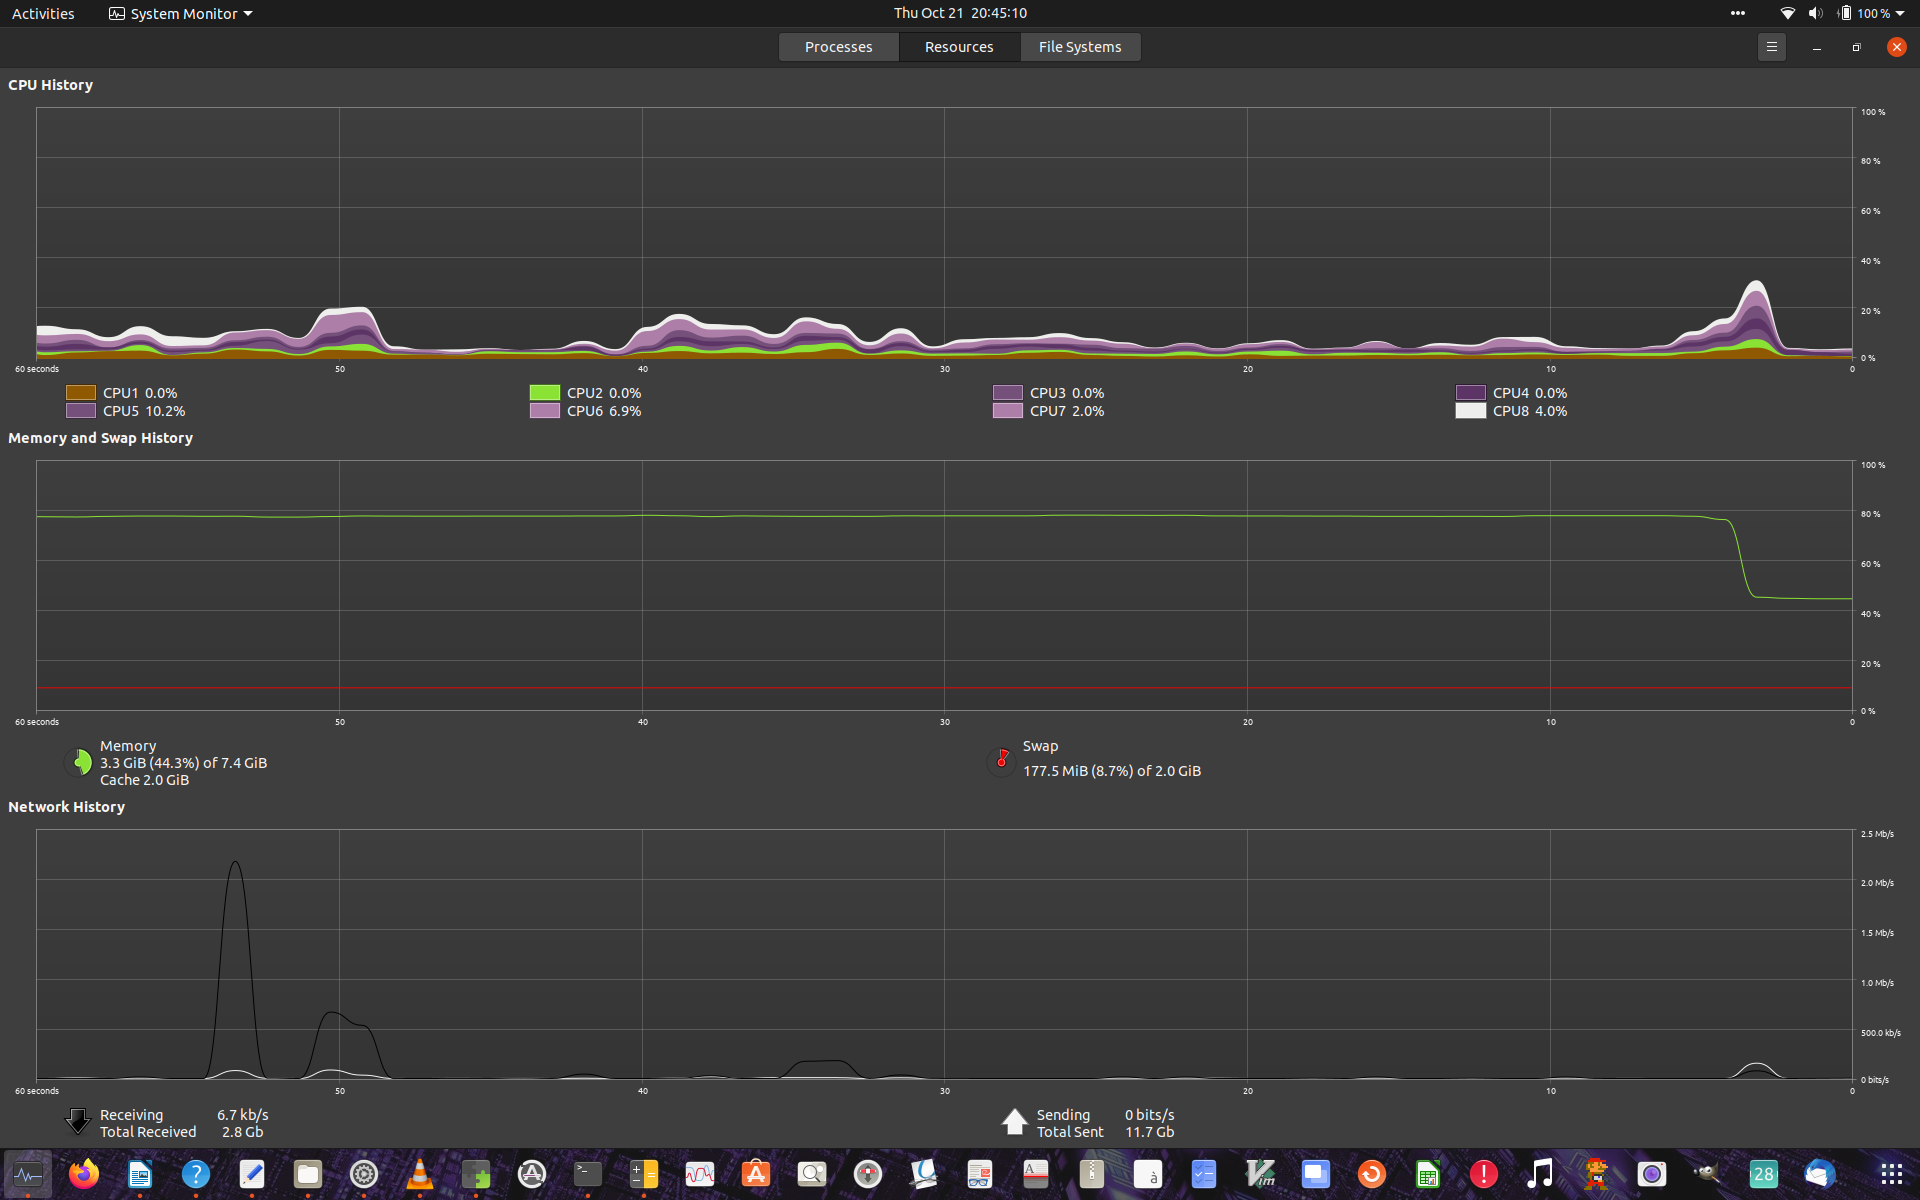 Activities System Monitor Thu Oct 21 20:45:10 100 %
Processes Resources File Systems
CPU History
100 %
80 %
60 %
40 %
20 %
0 %
60 seconds 50 40 30 20 10 0
CPU1 0.0% CPU2 0.0% CPU3 0.0% CPU4 0.0%
CPU5 10.2% CPU6 6.9% CPU7 2.0% CPU8 4.0%
Memory and Swap History
100 %
80 %
60 %
40 %
20 %
0 %
60 seconds 50 40 30 20 10 0
Memory
3.3 GiB (44.3%) of 7.4 GiB
Cache 2.0 GiB
Swap
177.5 MiB (8.7%) of 2.0 GiB
Network History
2.5 Mb/s
2.0 Mb/s
1.5 Mb/s
1.0 Mb/s
500.0 kb/s
0 bits/s
60 seconds 50 40 30 20 10 0
Receiving 6.7 kb/s
Total Received 2.8 Gb
Sending 0 bits/s
Total Sent 11.7 Gb
? >_ A à Vim ! 28